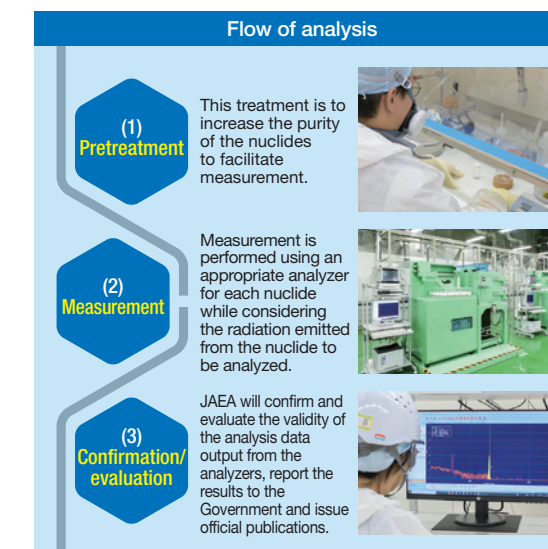 Flow of analysis
(1)
Pretreatment
This treatment is to
increase the purity
of the nuclides
to facilitate
measurement.
(2)
Measurement
Measurement is
performed using an
appropriate analyzer
for each nuclide
while considering
the radiation emitted
from the nuclide to
be analyzed.
(3)
Confirmation/
evaluation
JAEA will confirm and
evaluate the validity of
the analysis data
output from the
analyzers, report the
results to the
Government and issue
official publications.